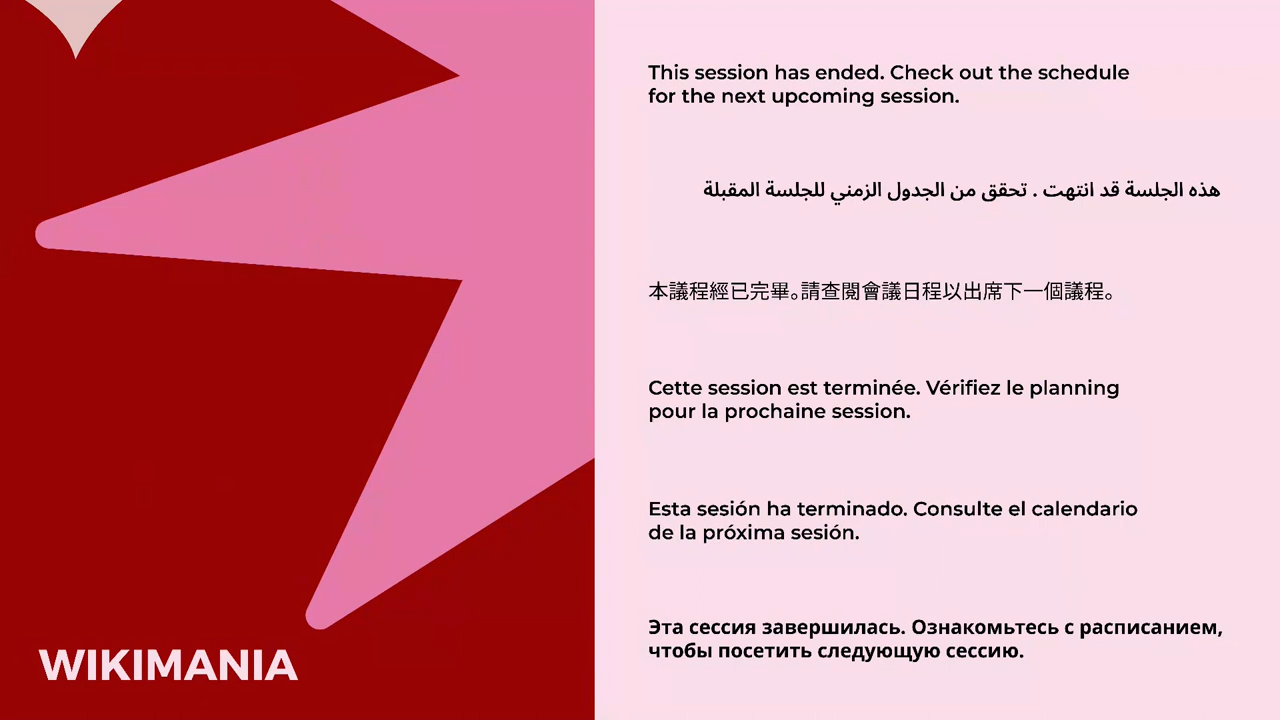 This session has ended. Check out the schedule
for the next upcoming session.
هذه الجلسة قد انتهت . تحقق من الجدول الزمني للجلسة المقبلة
本議程經已完畢。請查閱會議日程以出席下一個議程。
Cette session est terminée. Vérifiez le planning
pour la prochaine session.
Esta sesión ha terminado. Consulte el calendario
de la próxima sesión.
Эта сессия завершилась. Ознакомьтесь с расписанием,
чтобы посетить следующую сессию.
WIKIMANIA